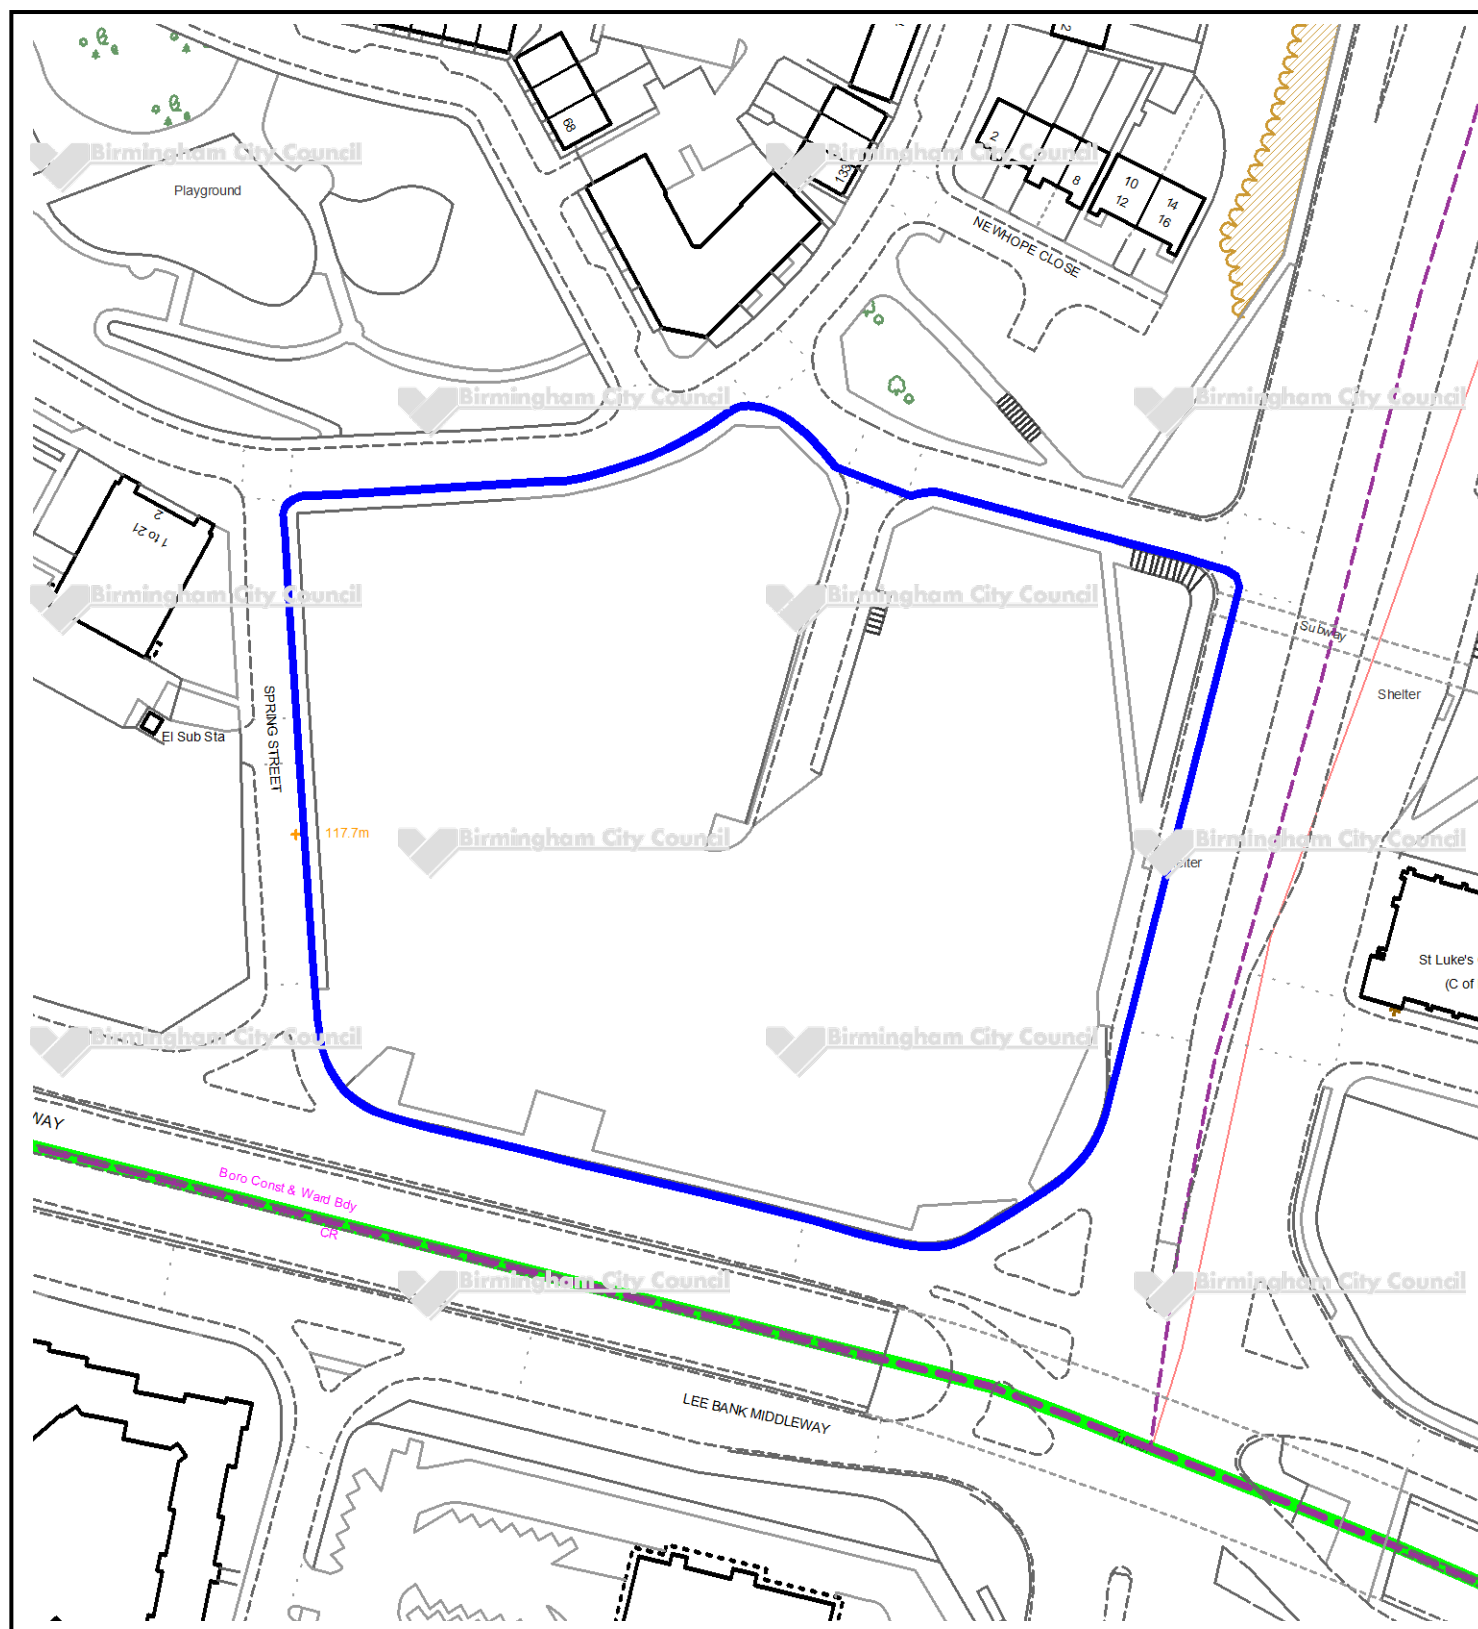 2
68
Birmingham City Council
Birmingham City Council
133
2
8
10
12
14
16
Playground
NEWHOPE CLOSE
Birmingham City Council
Birmingham City Council
2
1 to 21
Birmingham City Council
Birmingham City Council
Subway
Shelter
SPRING STREET
El Sub Sta
117.7m
Birmingham City Council
Birmingham City Council
elter
St Luke's
(C of
Birmingham City Council
Birmingham City Council
WAY
Boro Const & Ward Bdy
CR
Birmingham City Council
Birmingham City Council
LEE BANK MIDDLEWAY